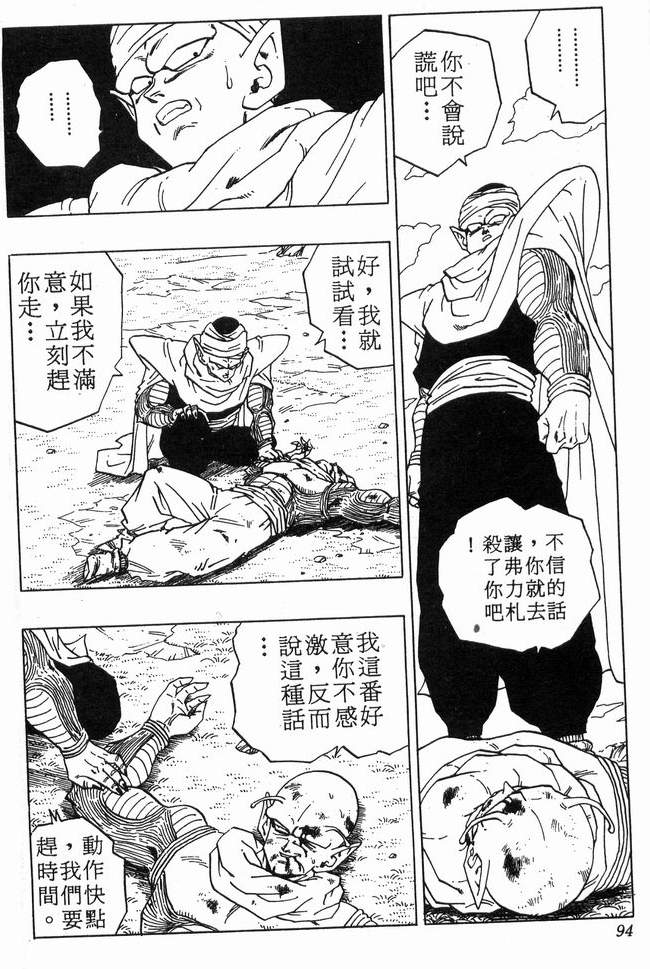 ………
你不會說
謊吧…
不信的話
，你就去
讓弗力札
殺了你吧
！
………
………
好，我就
試試看…
如果我不滿
意，立刻趕
你走…
我這番好
意你不感
激，反而
說這種話
…
動作快點
，我們要
趕時間。
94